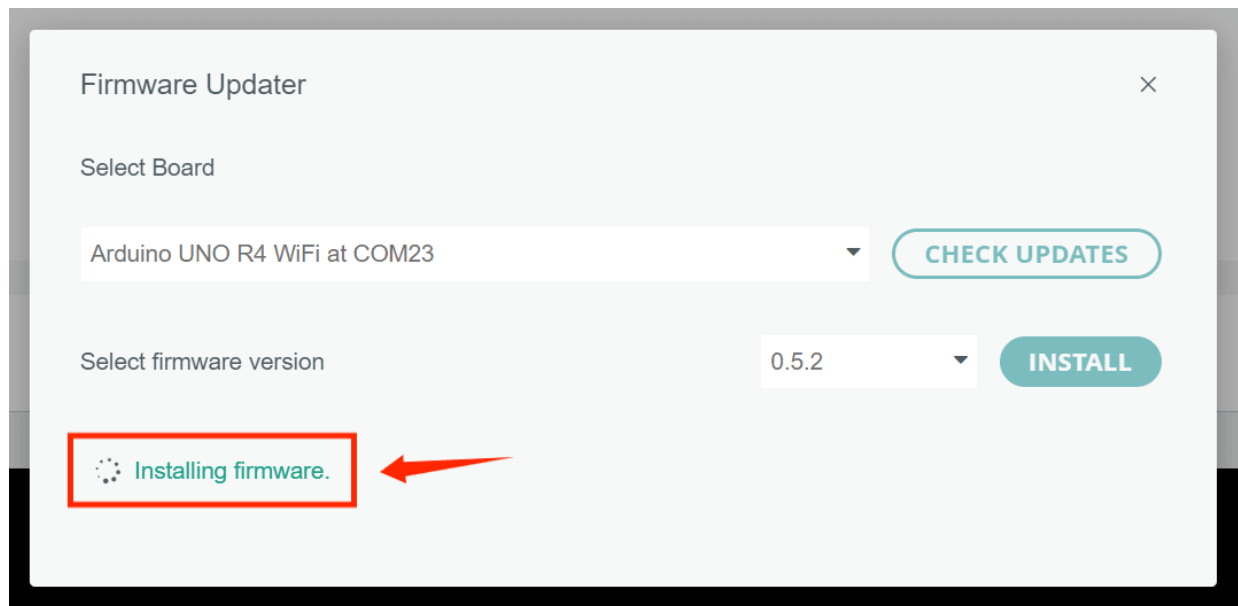 Firmware Updater
Select Board
Arduino UNO R4 WiFi at COM23
CHECK UPDATES
Select firmware version
0.5.2
INSTALL
Installing firmware.